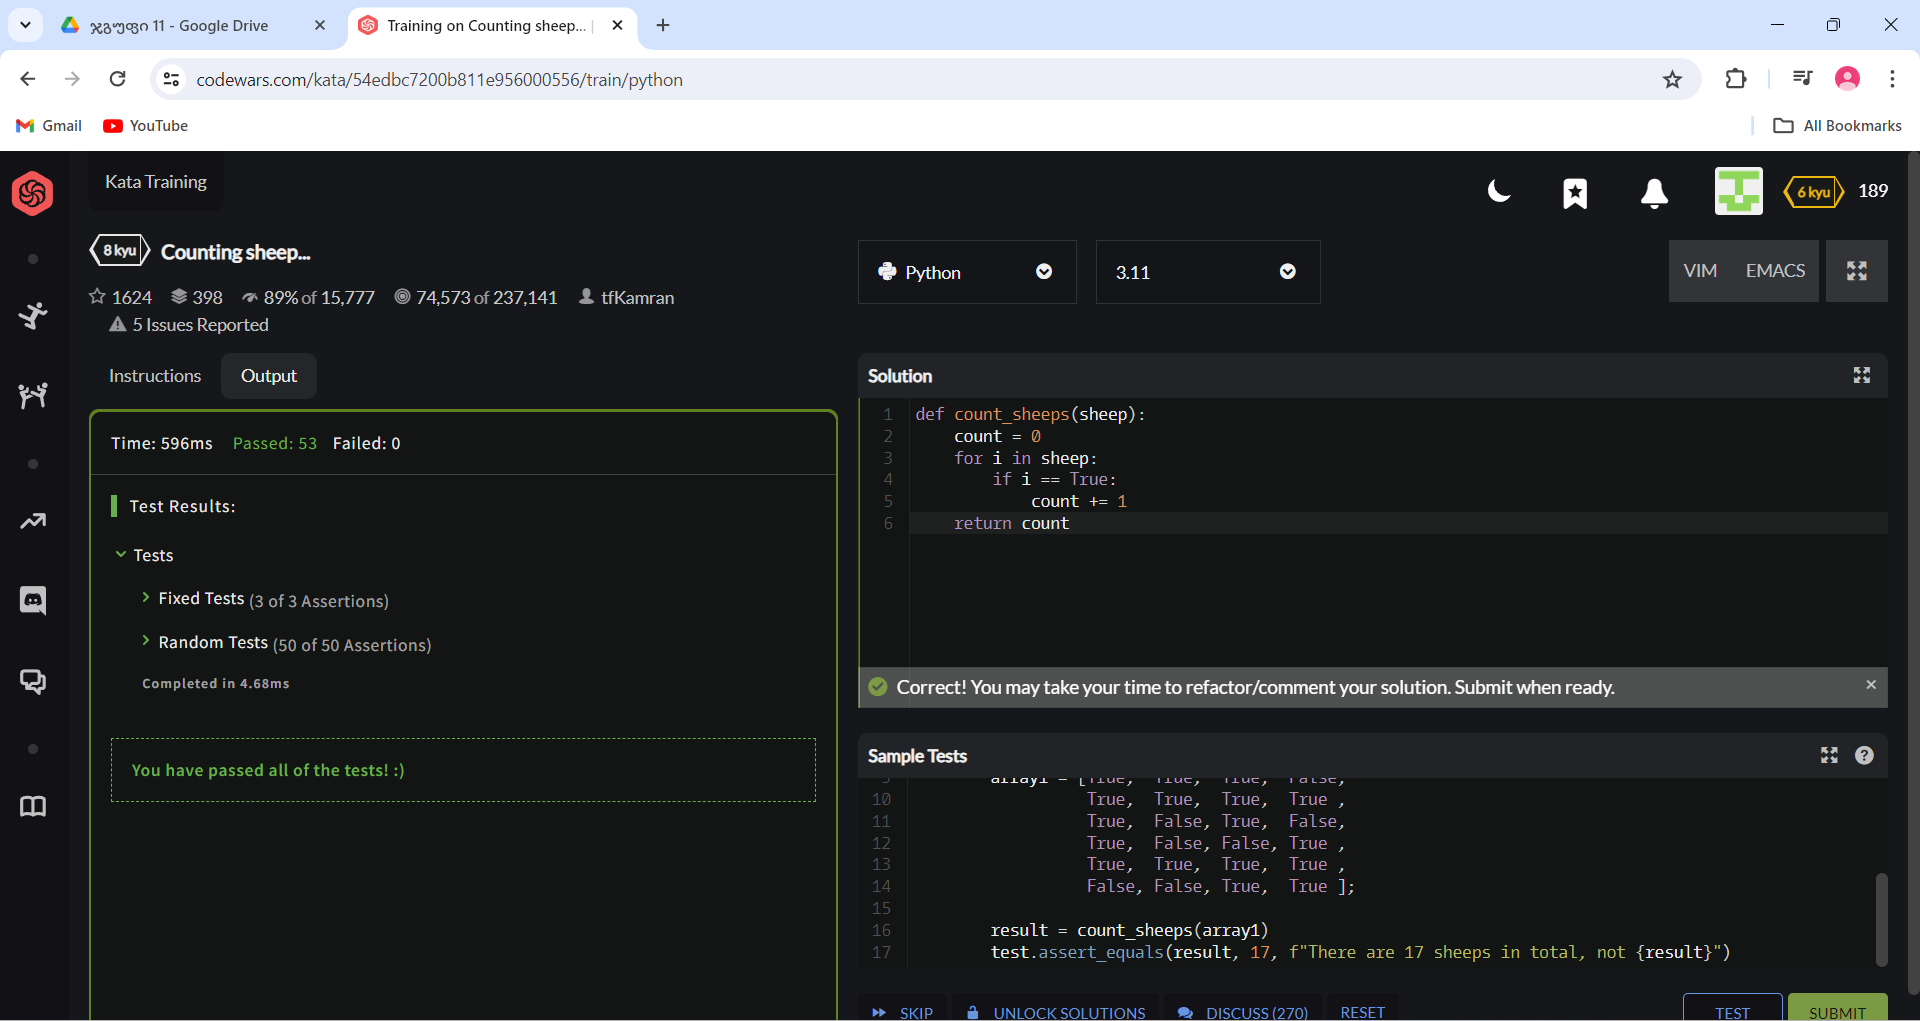 ჯგუფი 11 - Google Drive
Training on Counting sheep...
codewars.com/kata/54edbc7200b811e956000556/train/python
Gmail
YouTube
All Bookmarks
Kata Training
6 kyu
189
8 kyu
Counting sheep...
1624
398
89% of 15,777
74,573 of 237,141
tfKamran
5 Issues Reported
Python
3.11
VIM
EMACS
Instructions
Output
Time: 596ms Passed: 53 Failed: 0
Test Results:
Tests
Fixed Tests (3 of 3 Assertions)
Random Tests (50 of 50 Assertions)
Completed in 4.68ms
You have passed all of the tests! :)
Solution
1 def count_sheeps(sheep):
2     count = 0
3     for i in sheep:
4         if i == True:
5             count += 1
6     return count
Correct! You may take your time to refactor/comment your solution. Submit when ready.
Sample Tests
9 array1 = [True,  True,  True,  False,
10           True,  True,  True,  True ,
11           True,  False, True,  False,
12           True,  False, False, True ,
13           True,  True,  True,  True ,
14           False, False, True,  True ];
15
16 result = count_sheeps(array1)
17 test.assert_equals(result, 17, f"There are 17 sheeps in total, not {result}")
SKIP
UNLOCK SOLUTIONS
DISCUSS (270)
RESET
TEST
SUBMIT